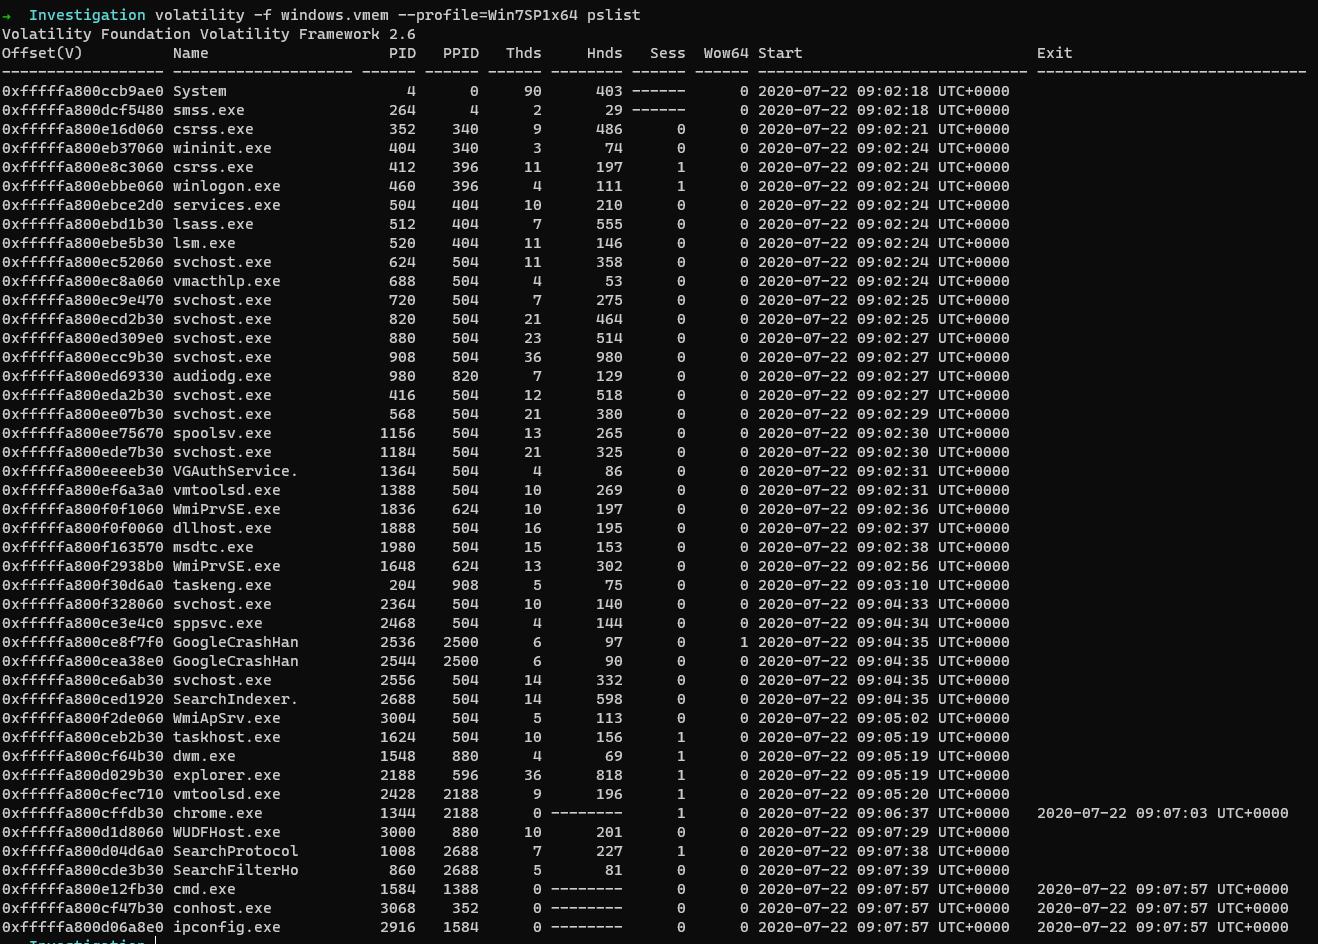 →  Investigation volatility -f windows.vmem --profile=Win7SP1x64 pslist
Volatility Foundation Volatility Framework 2.6
Offset(V)          Name                    PID   PPID   Thds     Hnds   Sess  Wow64 Start                          Exit
------------------ -------------------- ------ ------ ------ -------- ------ ------ ------------------------------ ------------------------------
0xfffffa800ccb9ae0 System                    4      0     90      403 ------      0 2020-07-22 09:02:18 UTC+0000
0xfffffa800dcf5480 smss.exe                264      4      2       29 ------      0 2020-07-22 09:02:18 UTC+0000
0xfffffa800e16d060 csrss.exe               352    340      9      486      0      0 2020-07-22 09:02:21 UTC+0000
0xfffffa800eb37060 wininit.exe             404    340      3       74      0      0 2020-07-22 09:02:24 UTC+0000
0xfffffa800e8c3060 csrss.exe               412    396     11      197      1      0 2020-07-22 09:02:24 UTC+0000
0xfffffa800ebbe060 winlogon.exe            460    396      4      111      1      0 2020-07-22 09:02:24 UTC+0000
0xfffffa800ebce2d0 services.exe            504    404     10      210      0      0 2020-07-22 09:02:24 UTC+0000
0xfffffa800ebd1b30 lsass.exe               512    404      7      555      0      0 2020-07-22 09:02:24 UTC+0000
0xfffffa800ebe5b30 lsm.exe                 520    404     11      146      0      0 2020-07-22 09:02:24 UTC+0000
0xfffffa800ec52060 svchost.exe             624    504     11      358      0      0 2020-07-22 09:02:24 UTC+0000
0xfffffa800ec8a060 vmacthlp.exe            688    504      4       53      0      0 2020-07-22 09:02:24 UTC+0000
0xfffffa800ec9e470 svchost.exe             720    504      7      275      0      0 2020-07-22 09:02:25 UTC+0000
0xfffffa800ecd2b30 svchost.exe             820    504     21      464      0      0 2020-07-22 09:02:25 UTC+0000
0xfffffa800ed309e0 svchost.exe             880    504     23      514      0      0 2020-07-22 09:02:27 UTC+0000
0xfffffa800ecc9b30 svchost.exe             908    504     36      980      0      0 2020-07-22 09:02:27 UTC+0000
0xfffffa800ed69330 audiodg.exe             980    820      7      129      0      0 2020-07-22 09:02:27 UTC+0000
0xfffffa800eda2b30 svchost.exe             416    504     12      518      0      0 2020-07-22 09:02:27 UTC+0000
0xfffffa800ee07b30 svchost.exe             568    504     21      380      0      0 2020-07-22 09:02:29 UTC+0000
0xfffffa800ee75670 spoolsv.exe            1156    504     13      265      0      0 2020-07-22 09:02:30 UTC+0000
0xfffffa800ede7b30 svchost.exe            1184    504     21      325      0      0 2020-07-22 09:02:30 UTC+0000
0xfffffa800eeeeb30 VGAuthService.         1364    504      4       86      0      0 2020-07-22 09:02:31 UTC+0000
0xfffffa800ef6a3a0 vmtoolsd.exe           1388    504     10      269      0      0 2020-07-22 09:02:31 UTC+0000
0xfffffa800f0f1060 WmiPrvSE.exe           1836    624     10      197      0      0 2020-07-22 09:02:36 UTC+0000
0xfffffa800f0f0060 dllhost.exe            1888    504     16      195      0      0 2020-07-22 09:02:37 UTC+0000
0xfffffa800f163570 msdtc.exe              1980    504     15      153      0      0 2020-07-22 09:02:38 UTC+0000
0xfffffa800f2938b0 WmiPrvSE.exe           1648    624     13      302      0      0 2020-07-22 09:02:56 UTC+0000
0xfffffa800f30d6a0 taskeng.exe             204    908      5       75      0      0 2020-07-22 09:03:10 UTC+0000
0xfffffa800f328060 svchost.exe            2364    504     10      140      0      0 2020-07-22 09:04:33 UTC+0000
0xfffffa800ce3e4c0 sppsvc.exe             2468    504      4      144      0      0 2020-07-22 09:04:34 UTC+0000
0xfffffa800ce8f7f0 GoogleCrashHan         2536   2500      6       97      0      1 2020-07-22 09:04:35 UTC+0000
0xfffffa800cea38e0 GoogleCrashHan         2544   2500      6       90      0      0 2020-07-22 09:04:35 UTC+0000
0xfffffa800ce6ab30 svchost.exe            2556    504     14      332      0      0 2020-07-22 09:04:35 UTC+0000
0xfffffa800ced1920 SearchIndexer.         2688    504     14      598      0      0 2020-07-22 09:04:35 UTC+0000
0xfffffa800f2de060 WmiApSrv.exe           3004    504      5      113      0      0 2020-07-22 09:05:02 UTC+0000
0xfffffa800ceb2b30 taskhost.exe           1624    504     10      156      1      0 2020-07-22 09:05:19 UTC+0000
0xfffffa800cf64b30 dwm.exe                1548    880      4       69      1      0 2020-07-22 09:05:19 UTC+0000
0xfffffa800d029b30 explorer.exe           2188    596     36      818      1      0 2020-07-22 09:05:19 UTC+0000
0xfffffa800cfec710 vmtoolsd.exe           2428   2188      9      196      1      0 2020-07-22 09:05:20 UTC+0000
0xfffffa800cffdb30 chrome.exe             1344   2188      0 --------      1      0 2020-07-22 09:06:37 UTC+0000   2020-07-22 09:07:03 UTC+0000
0xfffffa800d1d8060 WUDFHost.exe           3000    880     10      201      0      0 2020-07-22 09:07:29 UTC+0000
0xfffffa800d04d6a0 SearchProtocol         1008   2688      7      227      1      0 2020-07-22 09:07:38 UTC+0000
0xfffffa800cde3b30 SearchFilterHo          860   2688      5       81      0      0 2020-07-22 09:07:39 UTC+0000
0xfffffa800e12fb30 cmd.exe                1584   1388      0 --------      0      0 2020-07-22 09:07:57 UTC+0000   2020-07-22 09:07:57 UTC+0000
0xfffffa800cf47b30 conhost.exe            3068    352      0 --------      0      0 2020-07-22 09:07:57 UTC+0000   2020-07-22 09:07:57 UTC+0000
0xfffffa800d06a8e0 ipconfig.exe           2916   1584      0 --------      0      0 2020-07-22 09:07:57 UTC+0000   2020-07-22 09:07:57 UTC+0000
Investigation